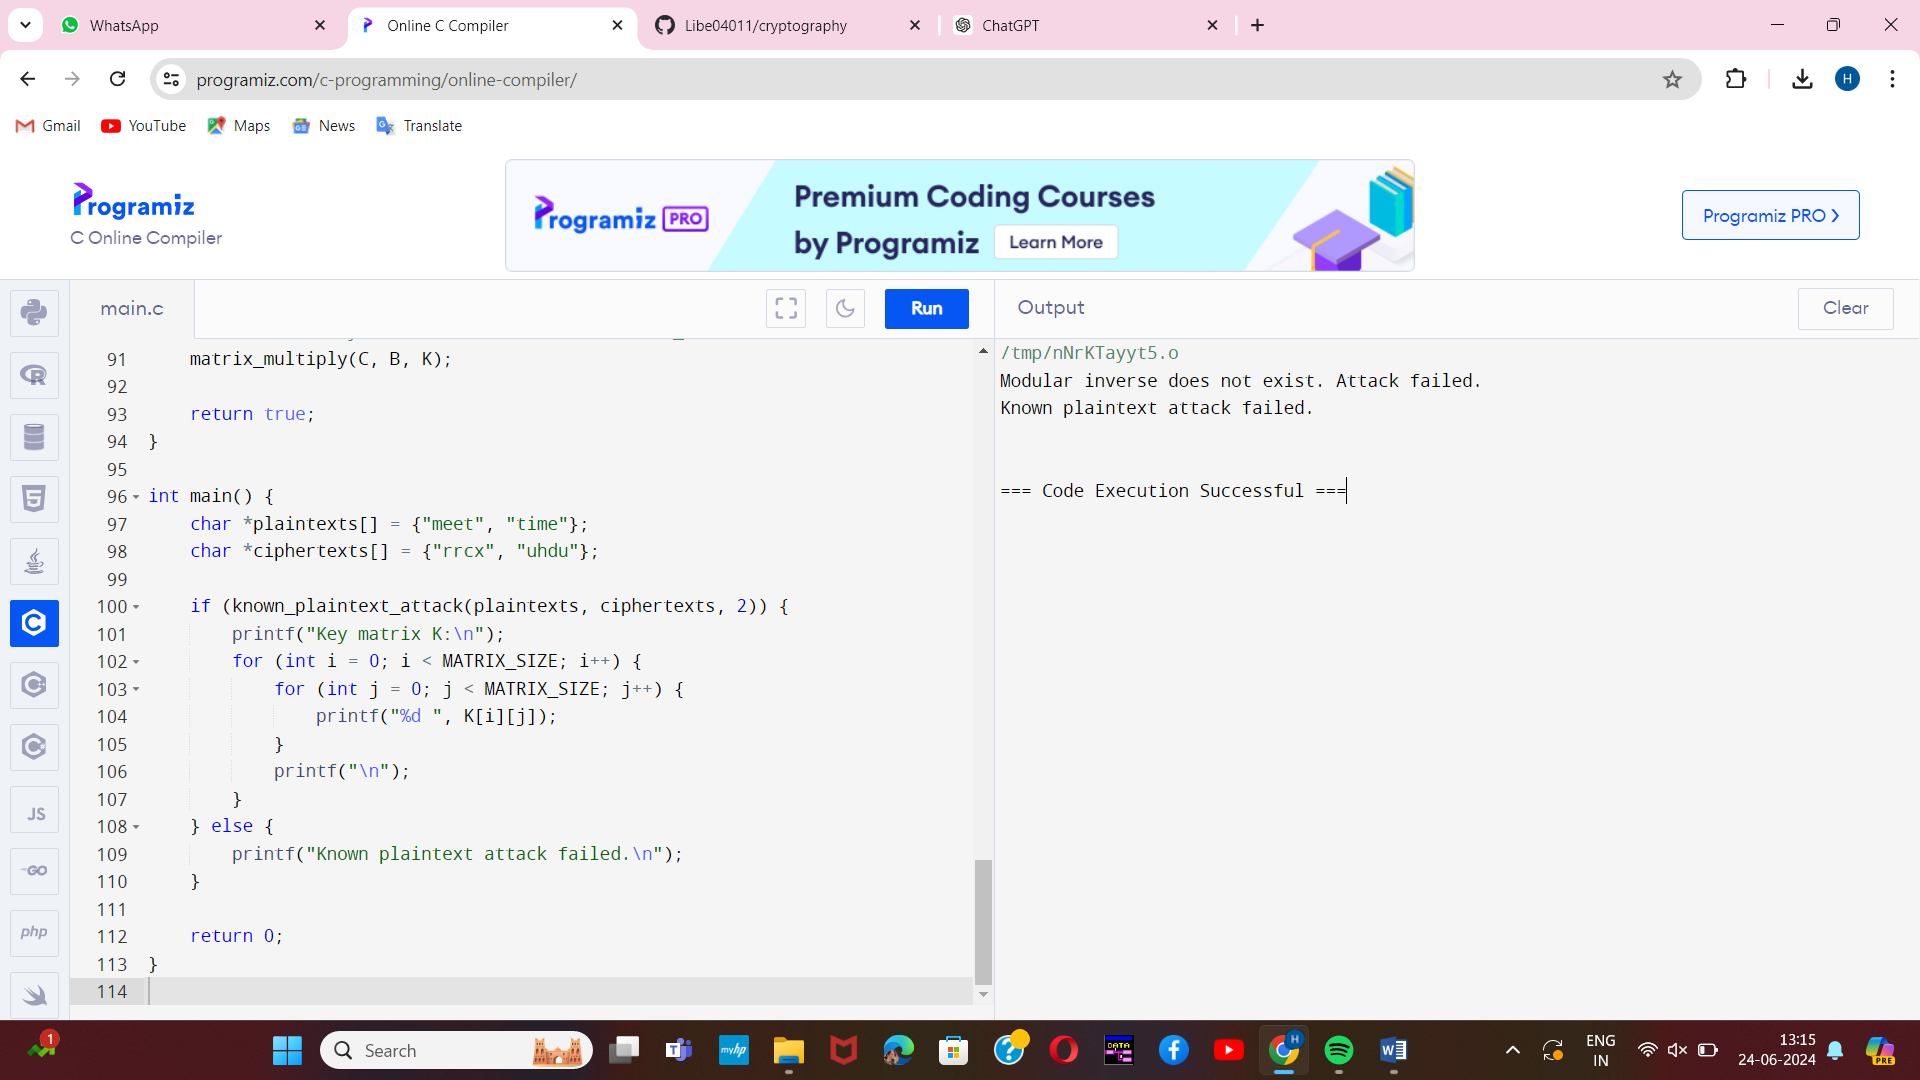 WhatsApp
Online C Compiler
Libe04011/cryptography
ChatGPT
programiz.com/c-programming/online-compiler/
H
Gmail
YouTube
Maps
News
Translate
Programiz
C Online Compiler
Programiz PRO
Premium Coding Courses
by Programiz
Learn More
Programiz PRO
main.c
Run
Output
Clear
91 matrix_multiply(C, B, K);
92
93 return true;
94 }
95
96 int main() {
97 char *plaintexts[] = {"meet", "time"};
98 char *ciphertexts[] = {"rrcx", "uhdu"};
99
100 if (known_plaintext_attack(plaintexts, ciphertexts, 2)) {
101 printf("Key matrix K:\n");
102 for (int i = 0; i < MATRIX_SIZE; i++) {
103 for (int j = 0; j < MATRIX_SIZE; j++) {
104 printf("%d ", K[i][j]);
105 }
106 printf("\n");
107 }
108 } else {
109 printf("Known plaintext attack failed.\n");
110 }
111
112 return 0;
113 }
114
/tmp/nNrKTayyt5.o
Modular inverse does not exist. Attack failed.
Known plaintext attack failed.
=== Code Execution Successful ===
R
5
C
JS
GO
php
1
Search
myhp
DATA
H
ENG
IN
13:15
24-06-2024
PRE